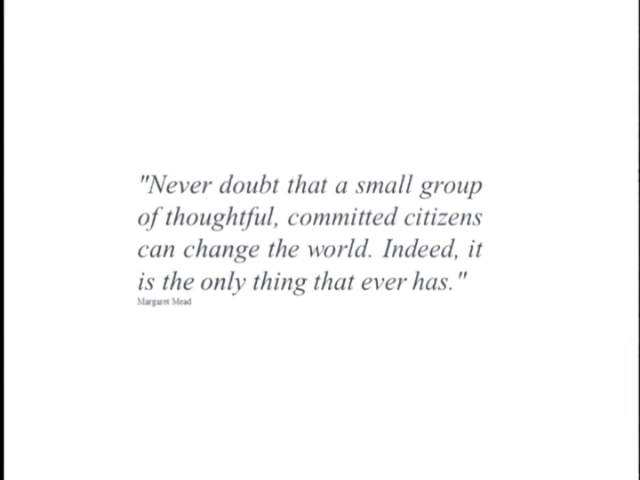 "Never doubt that a small group
of thoughtful, committed citizens
can change the world. Indeed, it
is the only thing that ever has."
Margaret Mead